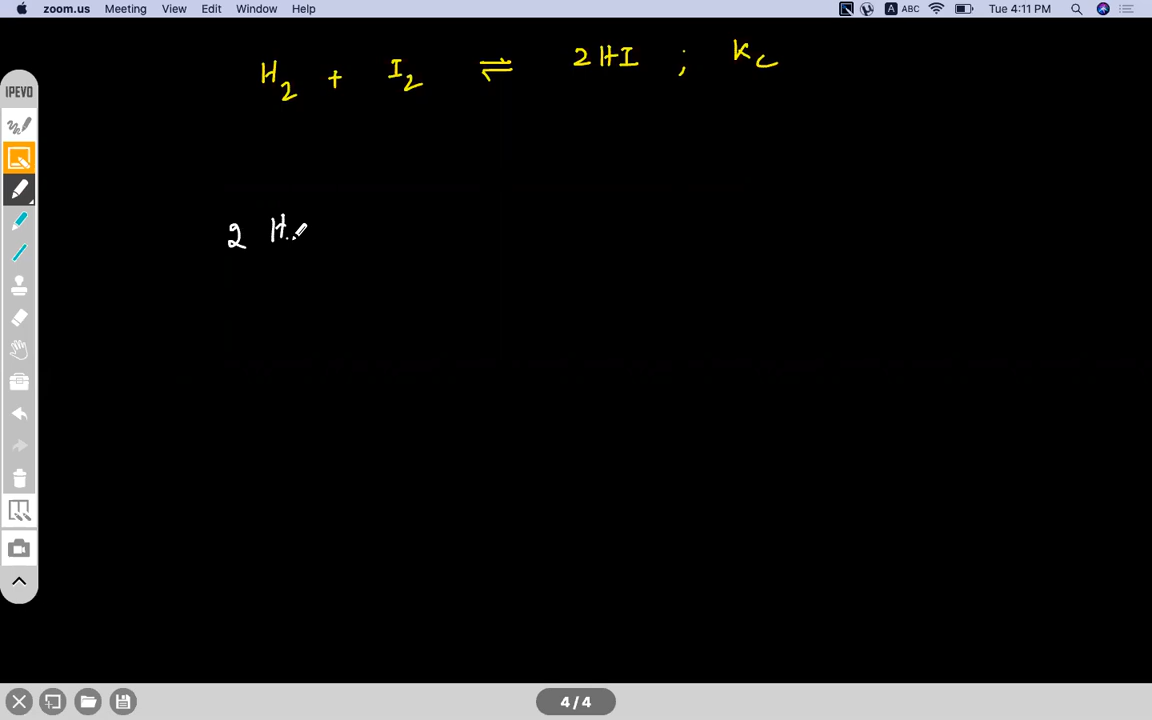 zoom.us Meeting View Edit Window Help A ABC Tue 4:11 PM
H₂ + I₂ ⇌ 2HI ; Kc
IPEVO
2 H
4 / 4